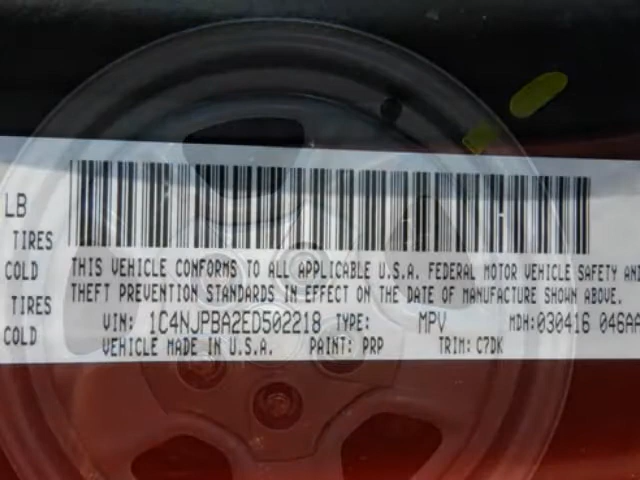 LB
TIRES
COLD THIS VEHICLE CONFORMS TO ALL APPLICABLE U.S.A. FEDERAL MOTOR VEHICLE SAFETY AND
TIRES THEFT PREVENTION STANDARDS IN EFFECT ON THE DATE OF MANUFACTURE SHOWN ABOVE.
COLD VIN: 1C4NJPBA2ED502218 TYPE: MPV MDH:030416 046AA
VEHICLE MADE IN U.S.A. PAINT: PRP TRIM: C7DK